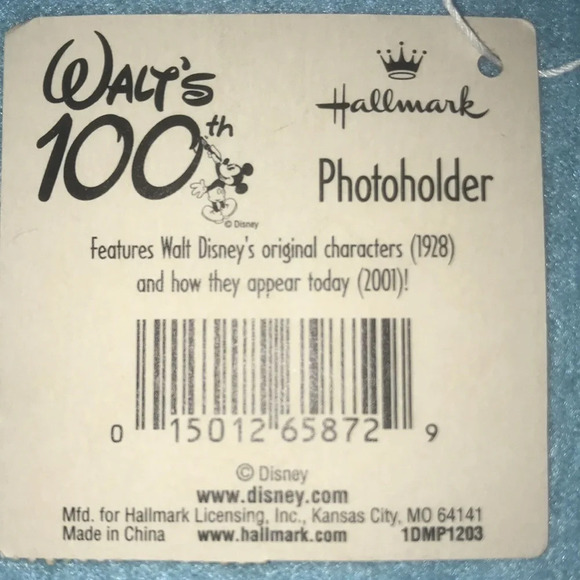 WALT'S
100th
© Disney
Hallmark
Photoholder
features Walt Disney's original characters (1928)
and how they appear today (2001)!
0 15012 65872 9
© Disney
www.disney.com
Mfd. for Hallmark Licensing, Inc., Kansas City, MO 64141
Made in China www.hallmark.com 1DMP1203